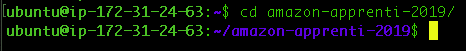 ubuntu@ip-172-31-24-63:~$ cd amazon-apprenti-2019/
ubuntu@ip-172-31-24-63:~/amazon-apprenti-2019$